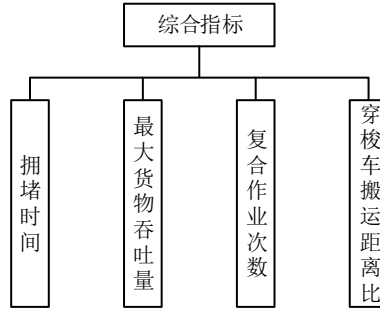 综合指标
拥堵时间
最大货物吞吐量
复合作业次数
穿梭车搬运距离比